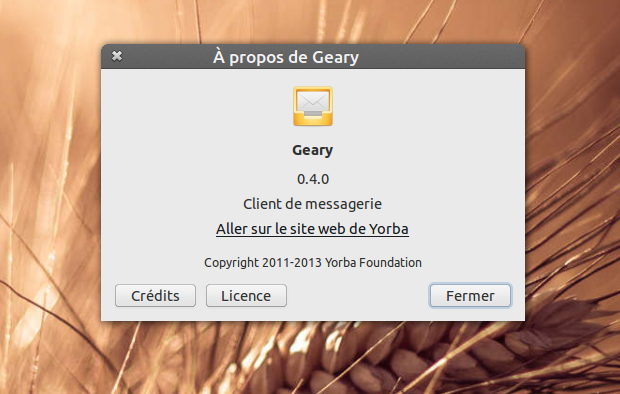 À propos de Geary
Geary
0.4.0
Client de messagerie
Aller sur le site web de Yorba
Copyright 2011-2013 Yorba Foundation
Crédits Licence Fermer